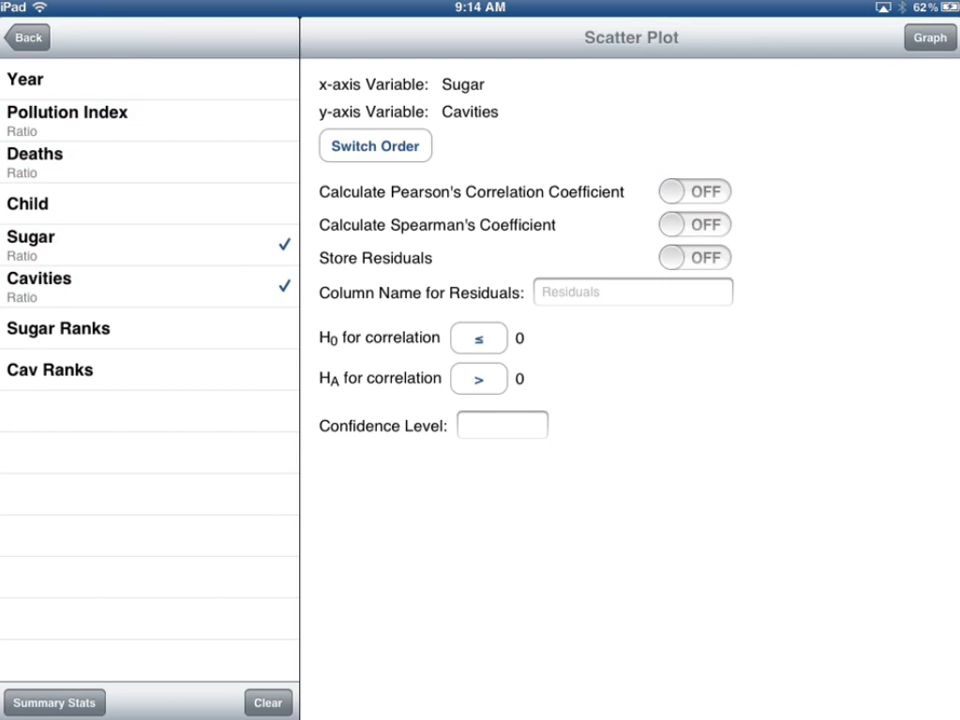 iPad 9:14 AM 62%
Back Scatter Plot Graph
Year
Pollution Index
Ratio
Deaths
Ratio
Child
Sugar
Ratio
Cavities
Ratio
Sugar Ranks
Cav Ranks
Summary Stats Clear
x-axis Variable: Sugar
y-axis Variable: Cavities
Switch Order
Calculate Pearson's Correlation Coefficient OFF
Calculate Spearman's Coefficient OFF
Store Residuals OFF
Column Name for Residuals: Residuals
H0 for correlation ≤ 0
HA for correlation > 0
Confidence Level: